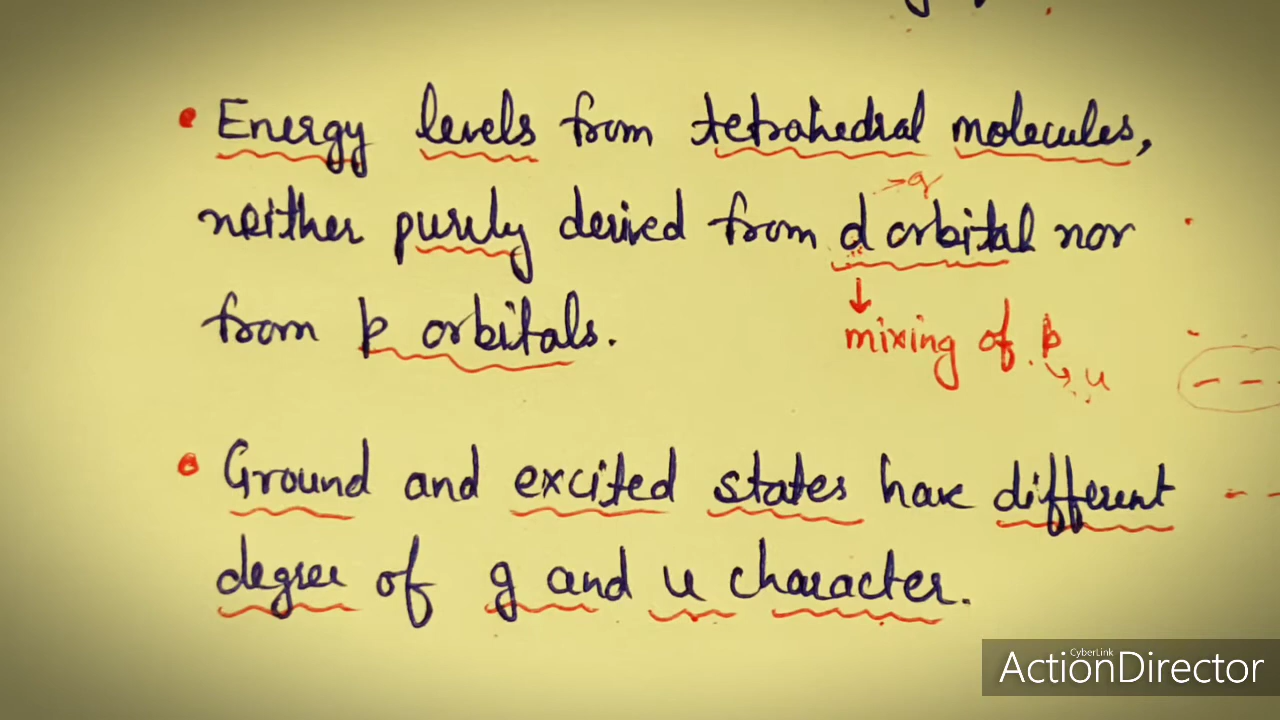 • Energy levels from tetrahedral molecules,
neither purely derived from d orbital nor
→ g
from p orbitals.
↓
mixing of p
→ u
• Ground and excited states have different
degree of g and u character.
CyberLink
ActionDirector